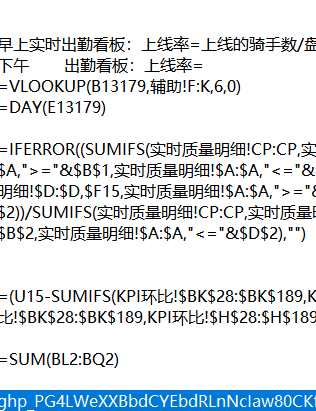 早上实时出勤看板：上线率=上线的骑手数/盘
下午 出勤看板：上线率=
=VLOOKUP(B13179,辅助!F:K,6,0)
=DAY(E13179)
=IFERROR((SUMIFS(实时质量明细!CP:CP,实
$A,">="&$B$1,实时质量明细!$A:$A,"<="&
明细!$D:$D,$F15,实时质量明细!$A:$A,">="&
$2))/SUMIFS(实时质量明细!CP:CP,实时质量明
$B$2,实时质量明细!$A:$A,"<="&$D$2),"")
=(U15-SUMIFS(KPI环比!$BK$28:$BK$189,K
比!$BK$28:$BK$189,KPI环比!$H$28:$H$189
=SUM(BL2:BQ2)